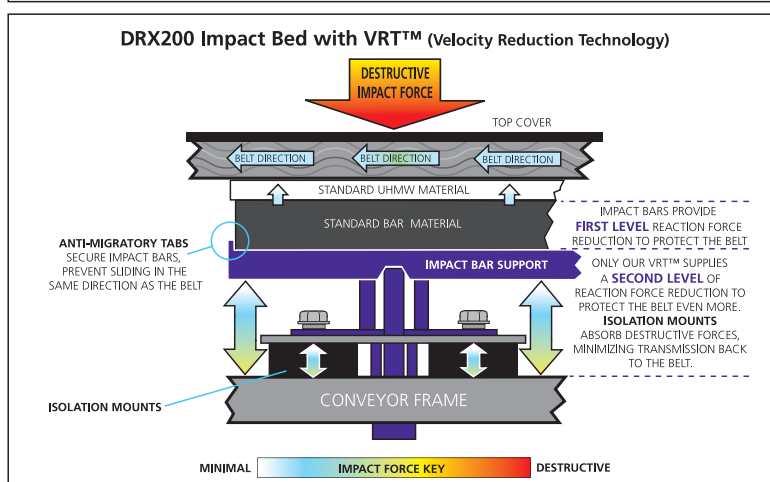 DRX200 Impact Bed with VRT™ (Velocity Reduction Technology)
DESTRUCTIVE
IMPACT FORCE
TOP COVER
BELT DIRECTION
BELT DIRECTION
BELT DIRECTION
STANDARD UHMW MATERIAL
STANDARD BAR MATERIAL
IMPACT BARS PROVIDE
FIRST LEVEL REACTION FORCE
REDUCTION TO PROTECT THE BELT
ANTI-MIGRATORY TABS
SECURE IMPACT BARS,
PREVENT SLIDING IN THE
SAME DIRECTION AS THE BELT
IMPACT BAR SUPPORT
ONLY OUR VRT™ SUPPLIES
A SECOND LEVEL OF
REACTION FORCE REDUCTION TO
PROTECT THE BELT EVEN MORE.
ISOLATION MOUNTS
ABSORB DESTRUCTIVE FORCES,
MINIMIZING TRANSMISSION BACK
TO THE BELT.
ISOLATION MOUNTS
CONVEYOR FRAME
MINIMAL
IMPACT FORCE KEY
DESTRUCTIVE